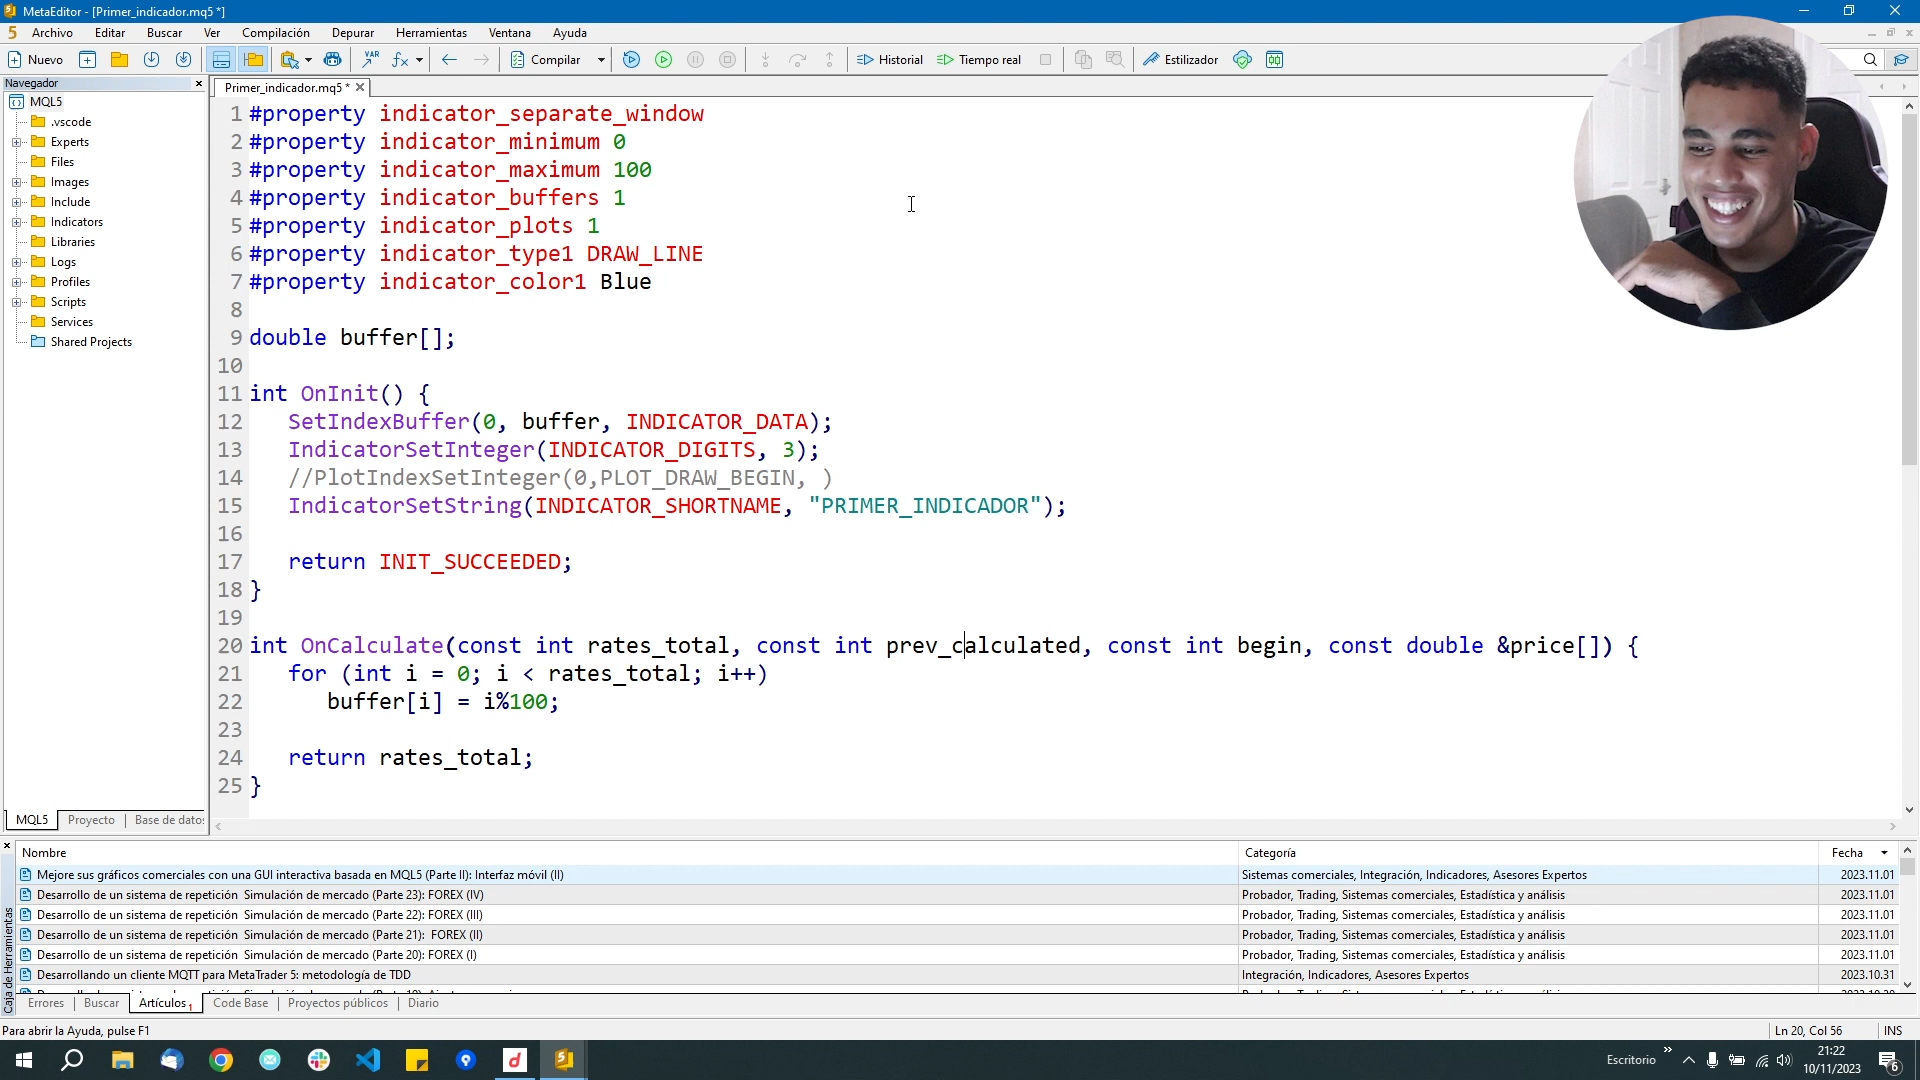 MetaEditor - [Primer_indicador.mq5 *]
5 Archivo Editar Buscar Ver Compilación Depurar Herramientas Ventana Ayuda
Nuevo Compilar Historial Tiempo real Estilizador
Navegador
MQL5
.vscode
Experts
Files
Images
Include
Indicators
Libraries
Logs
Profiles
Scripts
Services
Shared Projects
MQL5 Proyecto Base de datos
Primer_indicador.mq5 *
1 #property indicator_separate_window
2 #property indicator_minimum 0
3 #property indicator_maximum 100
4 #property indicator_buffers 1
5 #property indicator_plots 1
6 #property indicator_type1 DRAW_LINE
7 #property indicator_color1 Blue
8
9 double buffer[];
10
11 int OnInit() {
12 SetIndexBuffer(0, buffer, INDICATOR_DATA);
13 IndicatorSetInteger(INDICATOR_DIGITS, 3);
14 //PlotIndexSetInteger(0,PLOT_DRAW_BEGIN, )
15 IndicatorSetString(INDICATOR_SHORTNAME, "PRIMER_INDICADOR");
16
17 return INIT_SUCCEEDED;
18 }
19
20 int OnCalculate(const int rates_total, const int prev_calculated, const int begin, const double &price[]) {
21 for (int i = 0; i < rates_total; i++)
22 buffer[i] = i%100;
23
24 return rates_total;
25 }
Caja de Herramientas
Nombre Categoría Fecha
Mejore sus gráficos comerciales con una GUI interactiva basada en MQL5 (Parte II): Interfaz móvil (II) Sistemas comerciales, Integración, Indicadores, Asesores Expertos 2023.11.01
Desarrollo de un sistema de repetición Simulación de mercado (Parte 23): FOREX (IV) Probador, Trading, Sistemas comerciales, Estadística y análisis 2023.11.01
Desarrollo de un sistema de repetición Simulación de mercado (Parte 22): FOREX (III) Probador, Trading, Sistemas comerciales, Estadística y análisis 2023.11.01
Desarrollo de un sistema de repetición Simulación de mercado (Parte 21): FOREX (II) Probador, Trading, Sistemas comerciales, Estadística y análisis 2023.11.01
Desarrollo de un sistema de repetición Simulación de mercado (Parte 20): FOREX (I) Probador, Trading, Sistemas comerciales, Estadística y análisis 2023.11.01
Desarrollando un cliente MQTT para MetaTrader 5: metodología de TDD Integración, Indicadores, Asesores Expertos 2023.10.31
Errores Buscar Artículos 1 Code Base Proyectos públicos Diario
Para abrir la Ayuda, pulse F1 Ln 20, Col 56 INS
Escritorio 21:22
10/11/2023
6